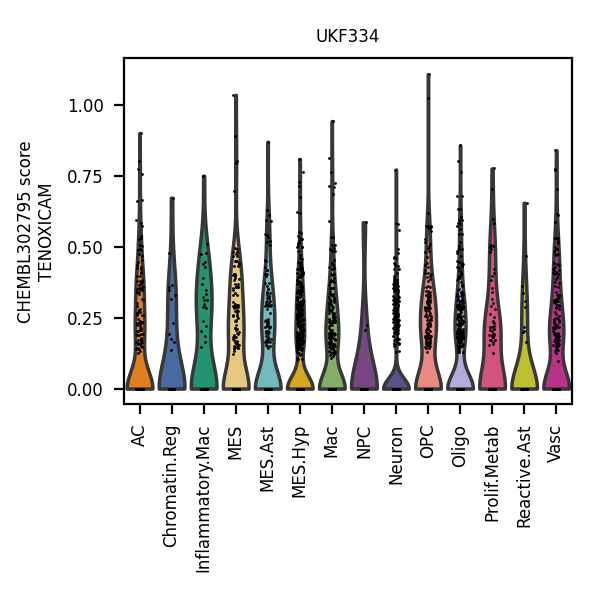 UKF334
CHEMBL302795 score
TENOXICAM
1.00
0.75
0.50
0.25
0.00
AC
Chromatin.Reg
Inflammatory.Mac
MES
MES.Ast
MES.Hyp
Mac
NPC
Neuron
OPC
Oligo
Prolif.Metab
Reactive.Ast
Vasc